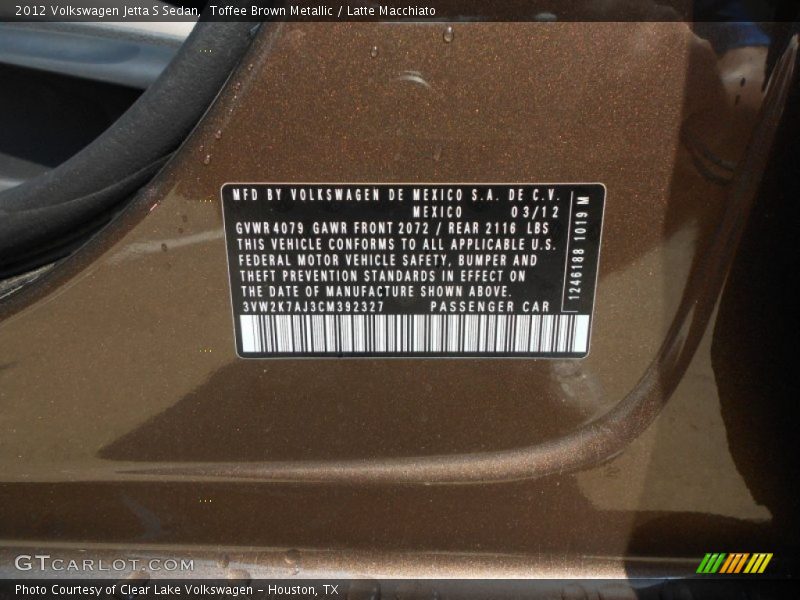 2012 Volkswagen Jetta S Sedan,  Toffee Brown Metallic / Latte Macchiato
MFD BY VOLKSWAGEN DE MEXICO S.A. DE C.V.
MEXICO 03/12
GVWR 4079 GAWR FRONT 2072 / REAR 2116 LBS
THIS VEHICLE CONFORMS TO ALL APPLICABLE U.S.
FEDERAL MOTOR VEHICLE SAFETY, BUMPER AND
THEFT PREVENTION STANDARDS IN EFFECT ON
THE DATE OF MANUFACTURE SHOWN ABOVE.
3VW2K7AJ3CM392327 PASSENGER CAR
1246188 1019 M
GTCARLOT.COM
Photo Courtesy of Clear Lake Volkswagen - Houston, TX